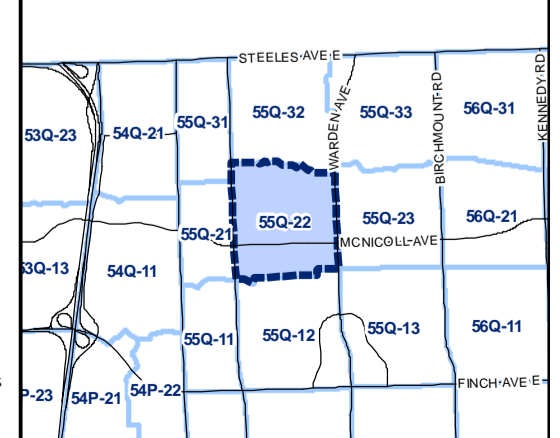 STEELES AVE E
KENNEDY RD
BIRCHMOUNT RD
WARDEN AVE
53Q-23
54Q-21
55Q-31
55Q-32
55Q-33
56Q-31
55Q-21
55Q-22
55Q-23
56Q-21
MCNICOLL AVE
53Q-13
54Q-11
55Q-11
55Q-12
55Q-13
56Q-11
P-23
54P-21
54P-22
FINCH AVE E